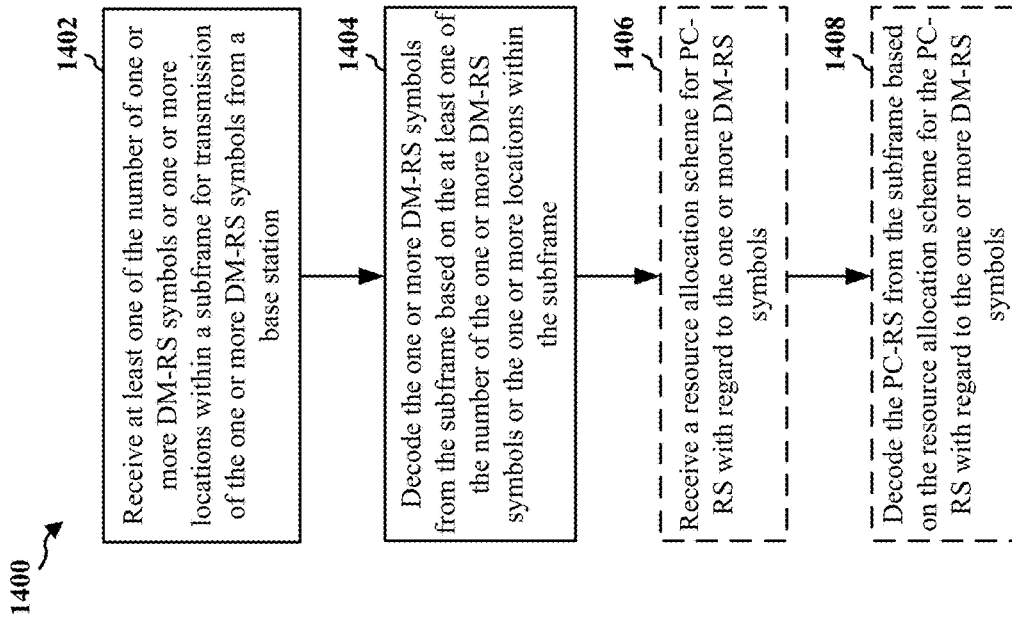 1400
1402
Receive at least one of the number of one or
more DM-RS symbols or one or more
locations within a subframe for transmission
of the one or more DM-RS symbols from a
base station
1404
Decode the one or more DM-RS symbols
from the subframe based on the at least one of
the number of the one or more DM-RS
symbols or the one or more locations within
the subframe
1406
Receive a resource allocation scheme for PC-
RS with regard to the one or more DM-RS
symbols
1408
Decode the PC-RS from the subframe based
on the resource allocation scheme for the PC-
RS with regard to the one or more DM-RS
symbols